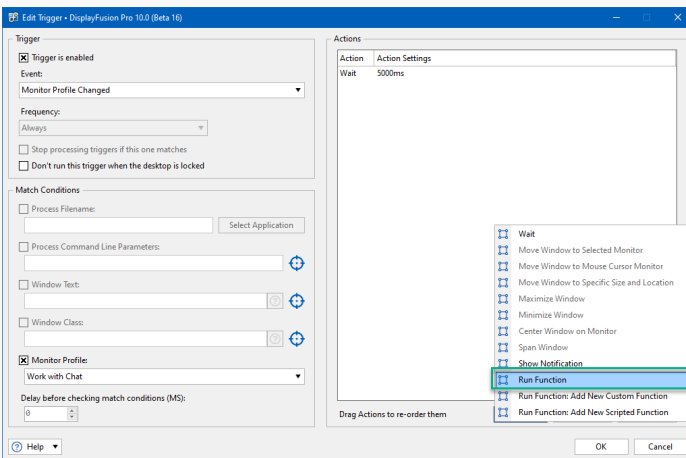 Edit Trigger • DisplayFusion Pro 10.0 (Beta 16)
Trigger
Trigger is enabled
Event:
Monitor Profile Changed
Frequency:
Always
Stop processing triggers if this one matches
Don't run this trigger when the desktop is locked
Match Conditions
Process Filename:
Select Application
Process Command Line Parameters:
Window Text:
Window Class:
Monitor Profile:
Work with Chat
Delay before checking match conditions (MS):
0
Help
Actions
Action Action Settings
Wait 5000ms
Wait
Move Window to Selected Monitor
Move Window to Mouse Cursor Monitor
Move Window to Specific Size and Location
Maximize Window
Minimize Window
Center Window on Monitor
Span Window
Show Notification
Run Function
Run Function: Add New Custom Function
Run Function: Add New Scripted Function
Drag Actions to re-order them
OK
Cancel